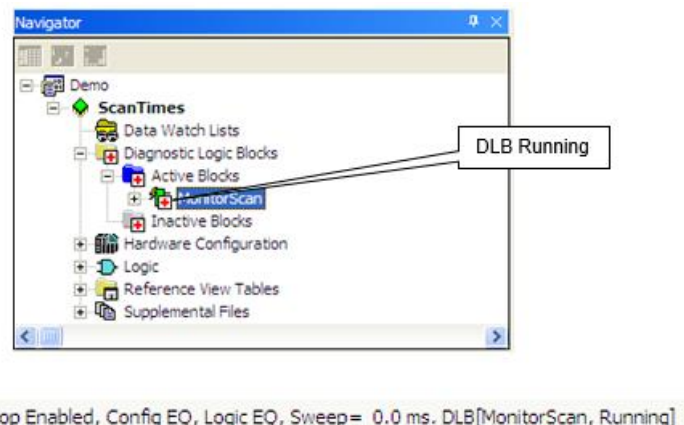 Navigator
Demo
ScanTimes
Data Watch Lists
Diagnostic Logic Blocks
DLB Running
Active Blocks
MonitorScan
Inactive Blocks
Hardware Configuration
Logic
Reference View Tables
Supplemental Files
op Enabled, Config EQ, Logic EQ, Sweep= 0.0 ms, DLB[MonitorScan, Running]